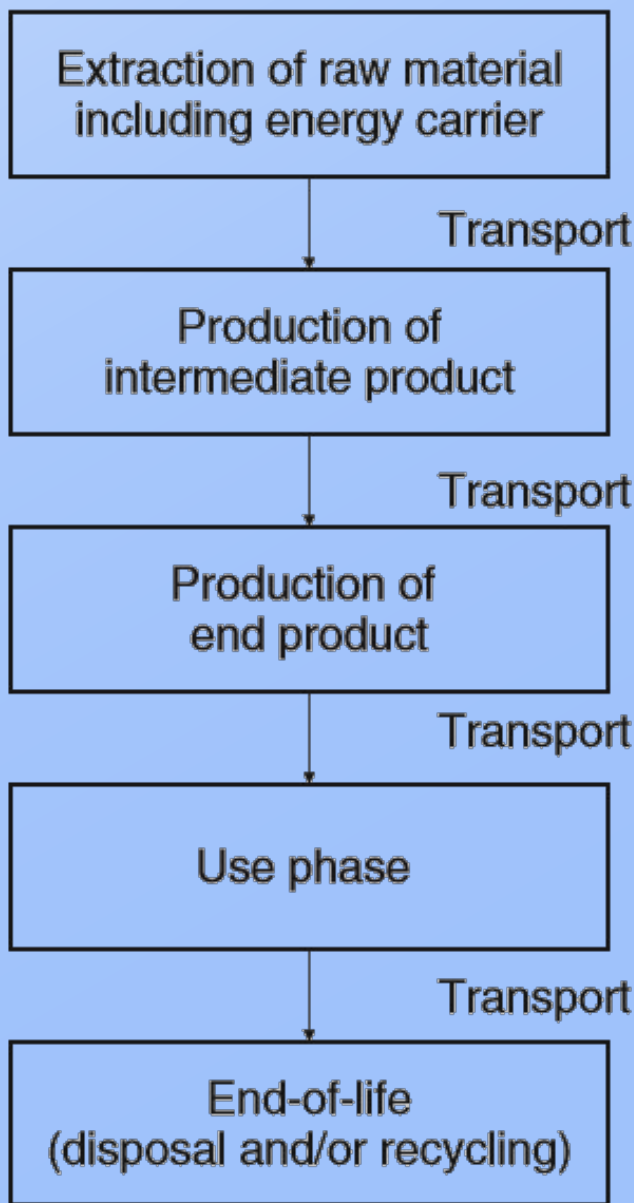 Extraction of raw material
including energy carrier
Transport
Production of
intermediate product
Transport
Production of
end product
Transport
Use phase
Transport
End-of-life
(disposal and/or recycling)